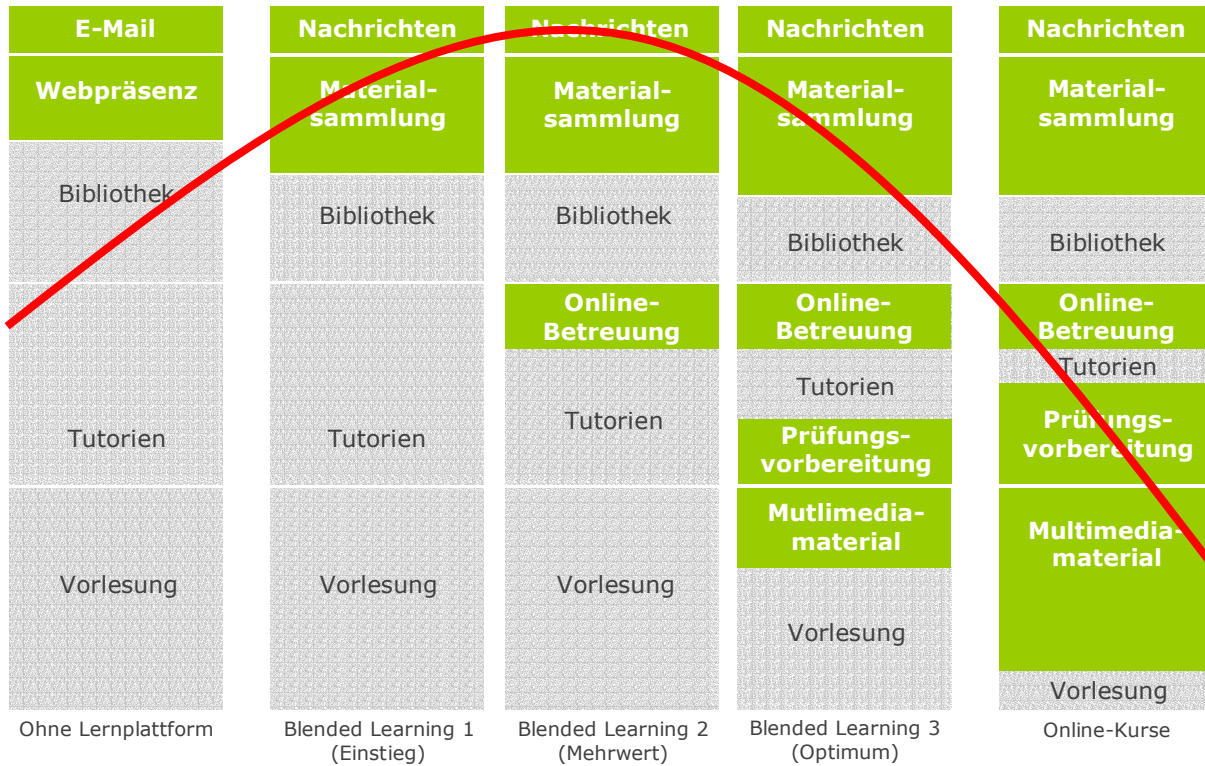 E-Mail
Webpräsenz
Bibliothek
Tutorien
Vorlesung
Ohne Lernplattform
Nachrichten
Material-
sammlung
Bibliothek
Tutorien
Vorlesung
Blended Learning 1
(Einstieg)
Nachrichten
Material-
sammlung
Bibliothek
Online-
Betreuung
Tutorien
Vorlesung
Blended Learning 2
(Mehrwert)
Nachrichten
Material-
sammlung
Bibliothek
Online-
Betreuung
Tutorien
Prüfungs-
vorbereitung
Mutlimedia-
material
Vorlesung
Blended Learning 3
(Optimum)
Nachrichten
Material-
sammlung
Bibliothek
Online-
Betreuung
Tutorien
Prüfungs-
vorbereitung
Multimedia-
material
Vorlesung
Online-Kurse